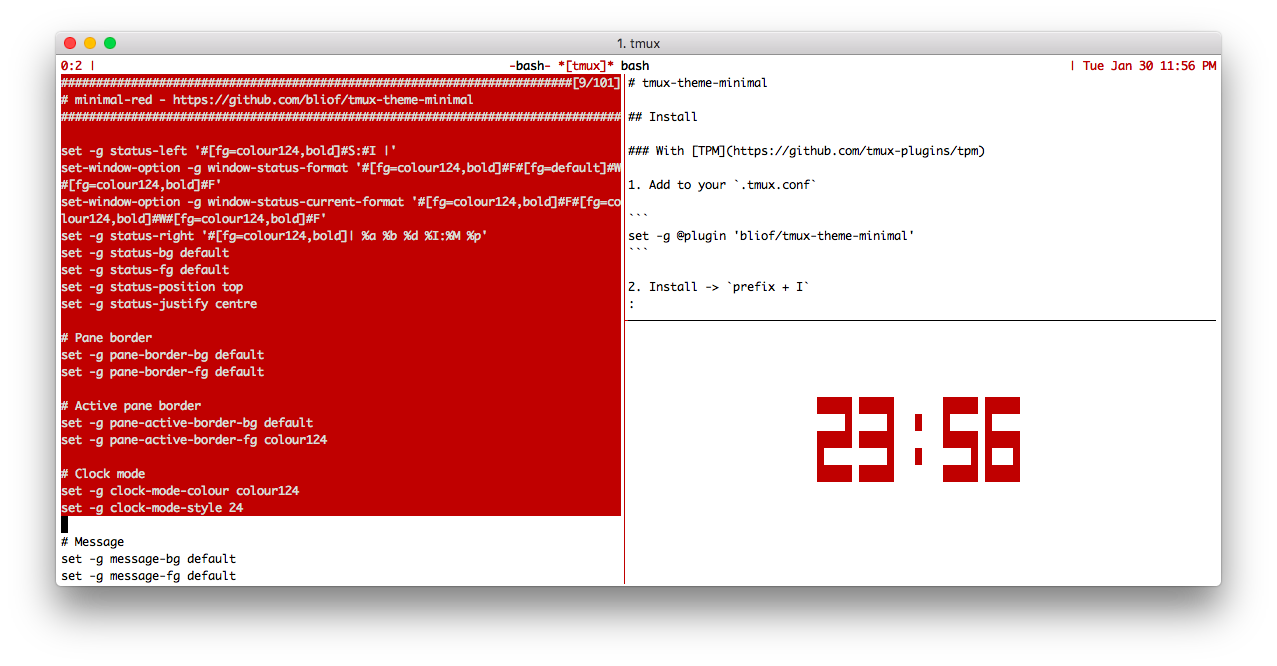 1. tmux
0:2 | -bash- *[tmux]* bash | Tue Jan 30 11:56 PM
#########################################################################[9/101]
# minimal-red - https://github.com/bliof/tmux-theme-minimal
################################################################################

set -g status-left '#[fg=colour124,bold]#S:#I |'
set-window-option -g window-status-format '#[fg=colour124,bold]#F#[fg=default]#W
#[fg=colour124,bold]#F'
set-window-option -g window-status-current-format '#[fg=colour124,bold]#F#[fg=co
lour124,bold]#W#[fg=colour124,bold]#F'
set -g status-right '#[fg=colour124,bold]| %a %b %d %I:%M %p'
set -g status-bg default
set -g status-fg default
set -g status-position top
set -g status-justify centre

# Pane border
set -g pane-border-bg default
set -g pane-border-fg default

# Active pane border
set -g pane-active-border-bg default
set -g pane-active-border-fg colour124

# Clock mode
set -g clock-mode-colour colour124
set -g clock-mode-style 24

# Message
set -g message-bg default
set -g message-fg default
# tmux-theme-minimal

## Install

### With [TPM](https://github.com/tmux-plugins/tpm)

1. Add to your `.tmux.conf`

```
set -g @plugin 'bliof/tmux-theme-minimal'
```

2. Install -> `prefix + I`
:
23:56